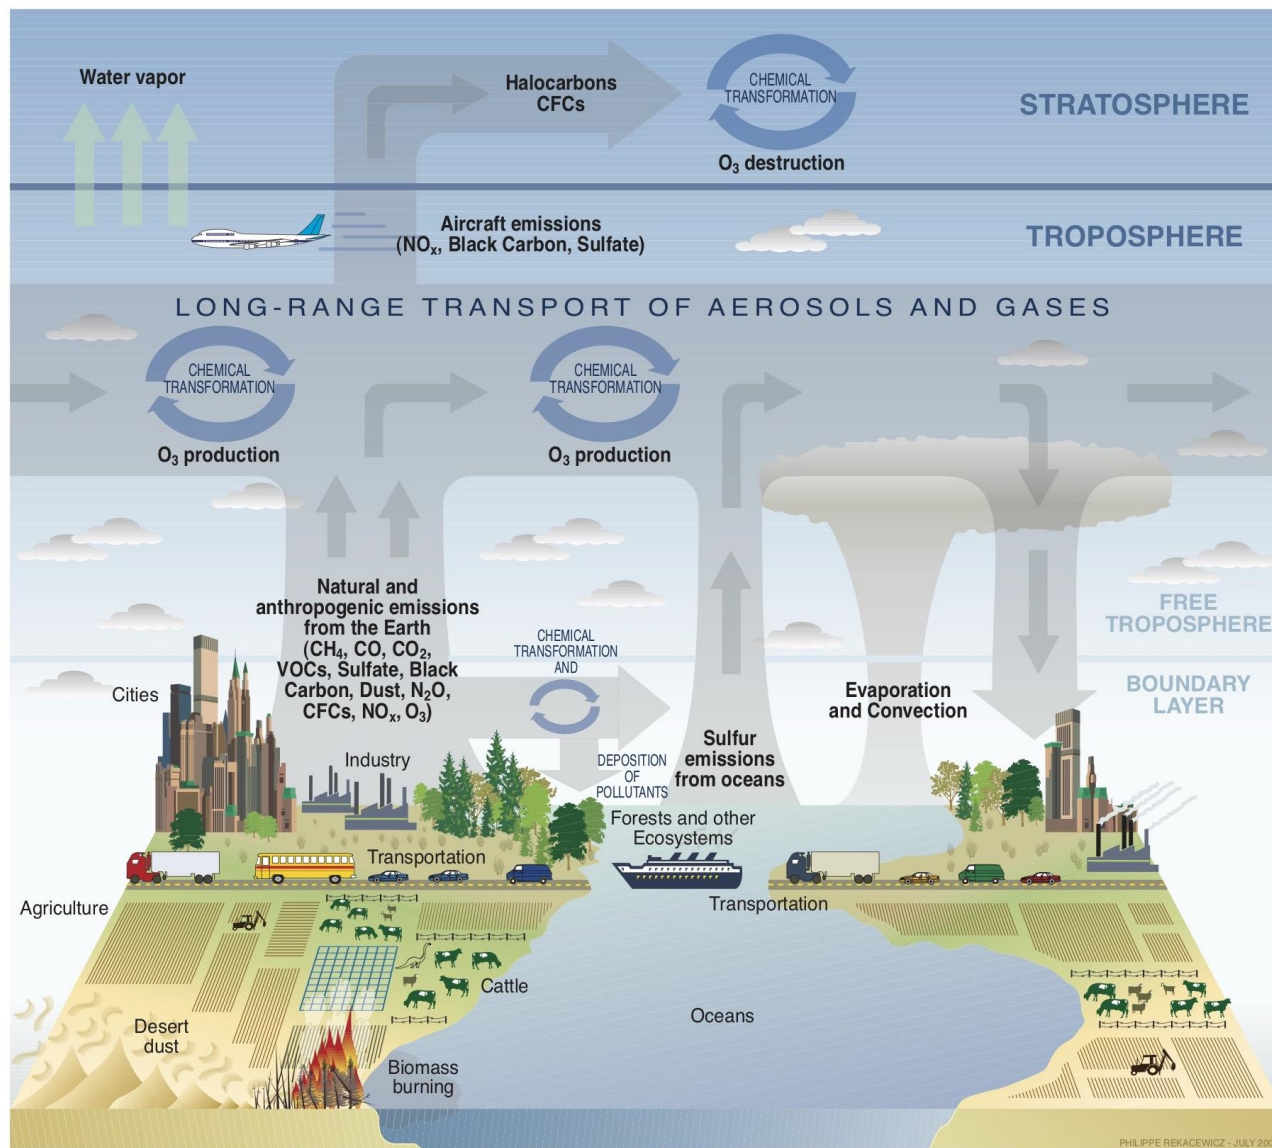 Water vapor
Halocarbons
CFCs
CHEMICAL
TRANSFORMATION
O₃ destruction
STRATOSPHERE
Aircraft emissions
(NOₓ, Black Carbon, Sulfate)
TROPOSPHERE
LONG-RANGE TRANSPORT OF AEROSOLS AND GASES
CHEMICAL
TRANSFORMATION
O₃ production
CHEMICAL
TRANSFORMATION
O₃ production
Natural and
anthropogenic emissions
from the Earth
(CH₄, CO, CO₂,
VOCs, Sulfate, Black
Carbon, Dust, N₂O,
CFCs, NOₓ, O₃)
CHEMICAL
TRANSFORMATION
AND
DEPOSITION
OF
POLLUTANTS
FREE
TROPOSPHERE
BOUNDARY
LAYER
Evaporation
and Convection
Sulfur
emissions
from oceans
Cities
Industry
Forests and other
Ecosystems
Transportation
Transportation
Agriculture
Cattle
Oceans
Desert
dust
Biomass
burning
PHILIPPE REKACEWICZ - JULY 200